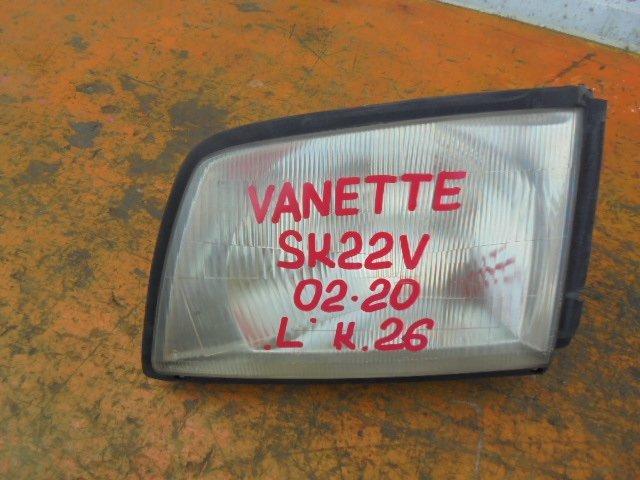 VANETTE
SK22V
02.20
.L. K.26